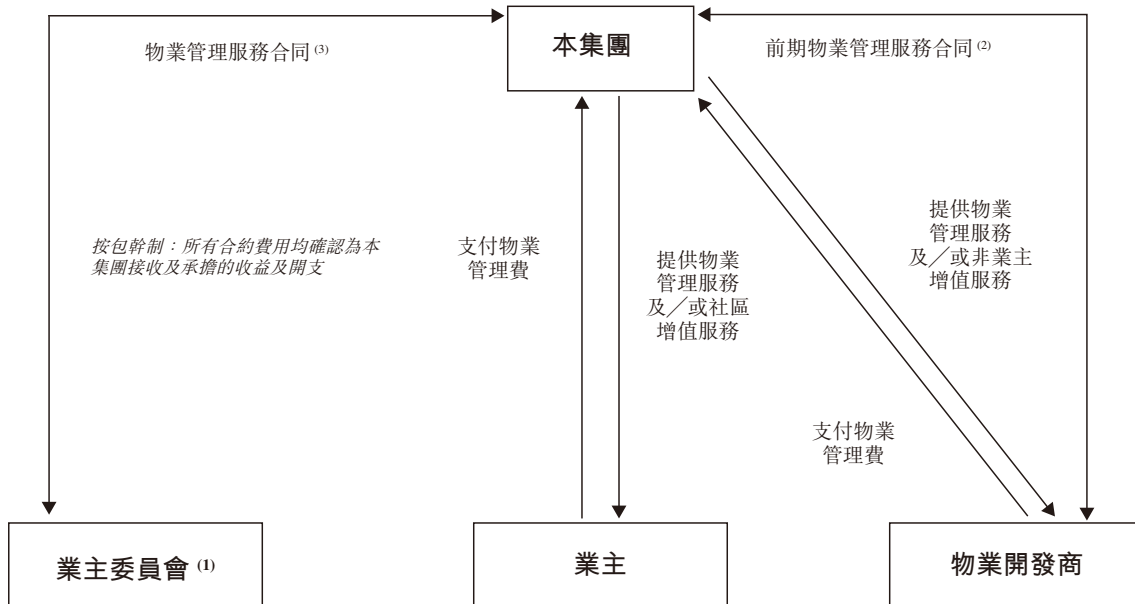 本集團
物業管理服務合同 (3)
前期物業管理服務合同 (2)
按包幹制：所有合約費用均確認為本
集團接收及承擔的收益及開支
支付物業
管理費
提供物業
管理服務
及／或社區
增值服務
提供物業
管理服務
及／或非業主
增值服務
支付物業
管理費
業主委員會 (1)
業主
物業開發商